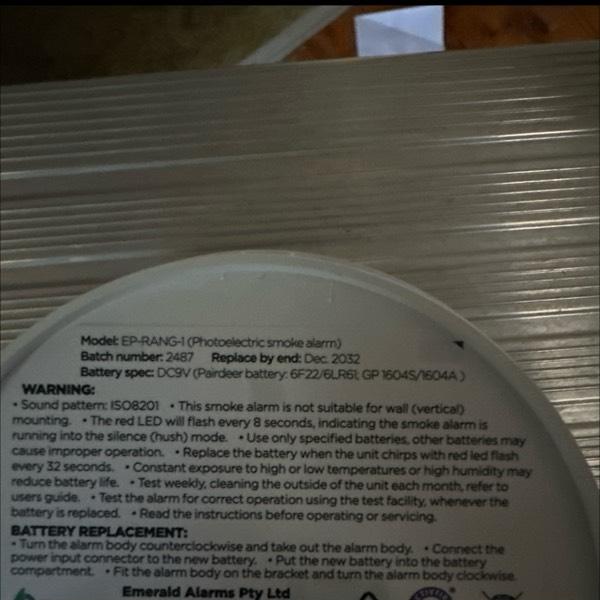 Model: EP-RANG-1 (Photoelectric smoke alarm)
Batch number: 2487 Replace by end: Dec. 2032
Battery spec: DC9V (Pairdeer battery: 6F22/6LR61, GP 1604S/1604A )
WARNING:
• Sound pattern: ISO8201 • This smoke alarm is not suitable for wall (vertical)
mounting. • The red LED will flash every 8 seconds, indicating the smoke alarm is
running into the silence (hush) mode. • Use only specified batteries, other batteries may
cause improper operation. • Replace the battery when the unit chirps with red led flash
every 32 seconds. • Constant exposure to high or low temperatures or high humidity may
reduce battery life. • Test weekly, cleaning the outside of the unit each month, refer to
users guide. • Test the alarm for correct operation using the test facility, whenever the
battery is replaced. • Read the instructions before operating or servicing.
BATTERY REPLACEMENT:
• Turn the alarm body counterclockwise and take out the alarm body. • Connect the
power input connector to the new battery. • Put the new battery into the battery
compartment. • Fit the alarm body on the bracket and turn the alarm body clockwise.
Emerald Alarms Pty Ltd